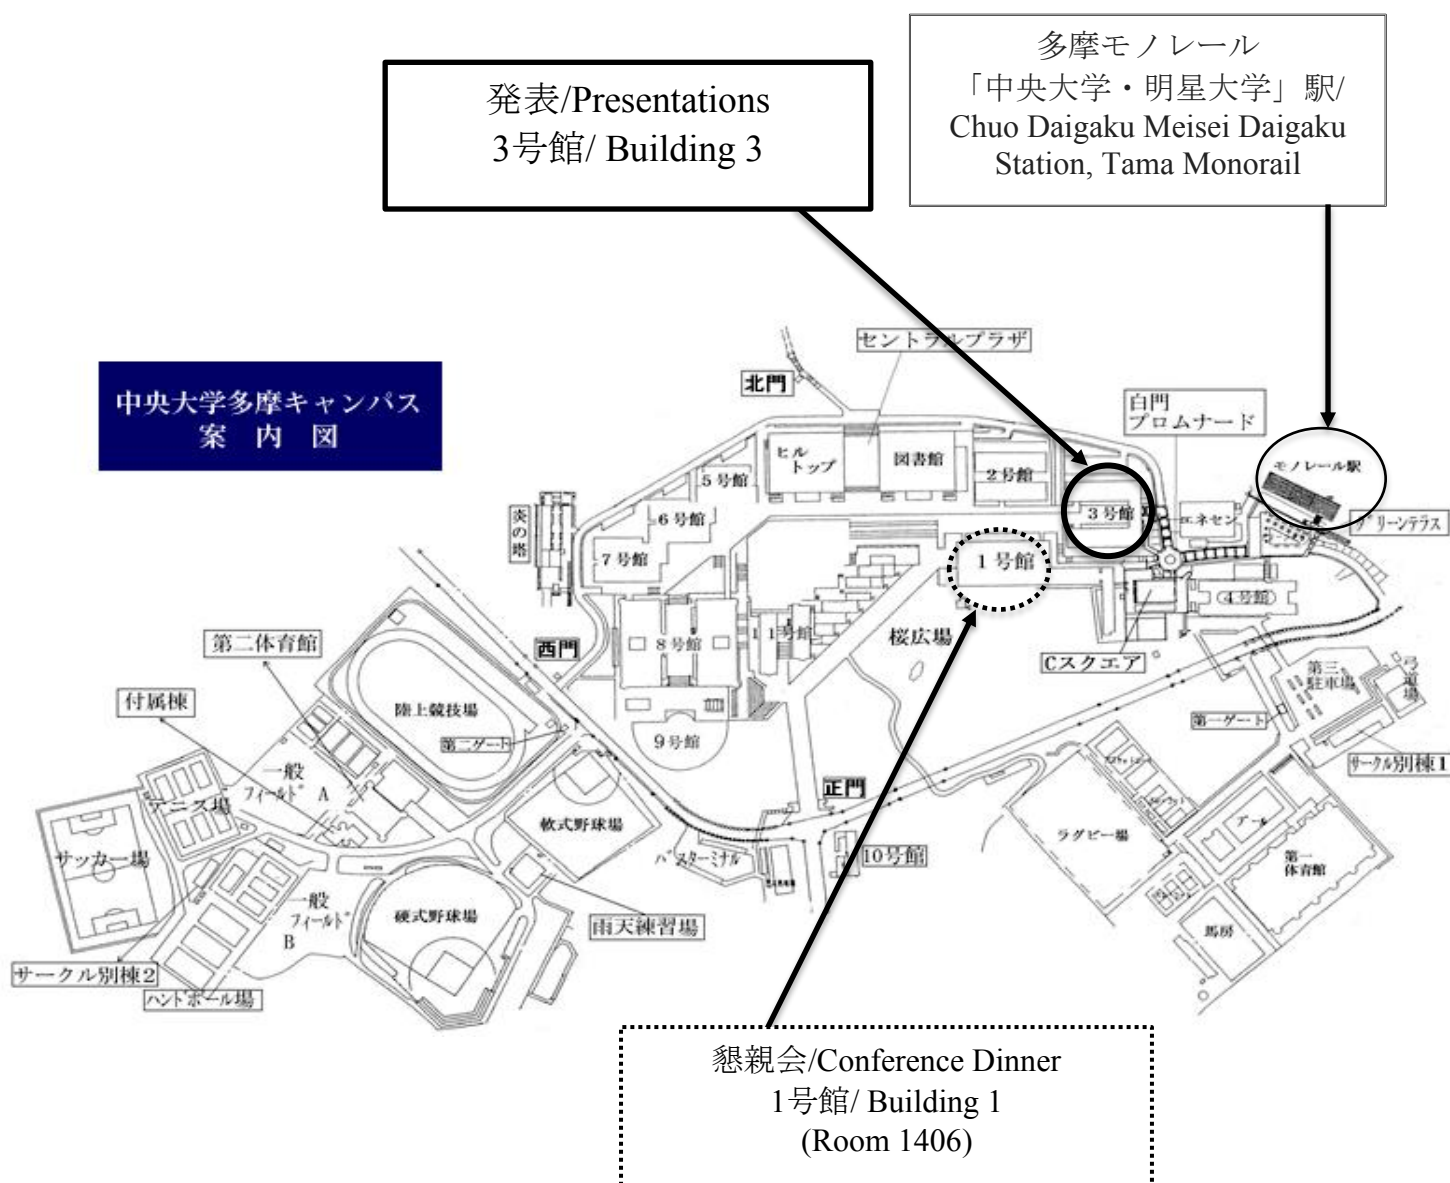 発表/Presentations
3号館/ Building 3
多摩モノレール
「中央大学・明星大学」駅/
Chuo Daigaku Meisei Daigaku
Station, Tama Monorail
中央大学多摩キャンパス
案 内 図
セントラルプラザ
北門
白門
プロムナード
モノレール駅
ヒル
トップ
図書館
2号館
3号館
エネセン
グリーンテラス
5号館
6号館
7号館
炎の塔
1号館
4号館
Cスクエア
桜広場
8号館
11号館
9号館
西門
第二体育館
付属棟
陸上競技場
第二ゲート
第三
駐車場
弓道場
第一ゲート
サークル別棟1
一般
フィールド A
テニス場
サッカー場
軟式野球場
正門
バスターミナル
10号館
ラグビー場
プール
第一
体育館
馬房
一般
フィールド
B
硬式野球場
雨天練習場
サークル別棟2
ハンドボール場
懇親会/Conference Dinner
1号館/ Building 1
(Room 1406)